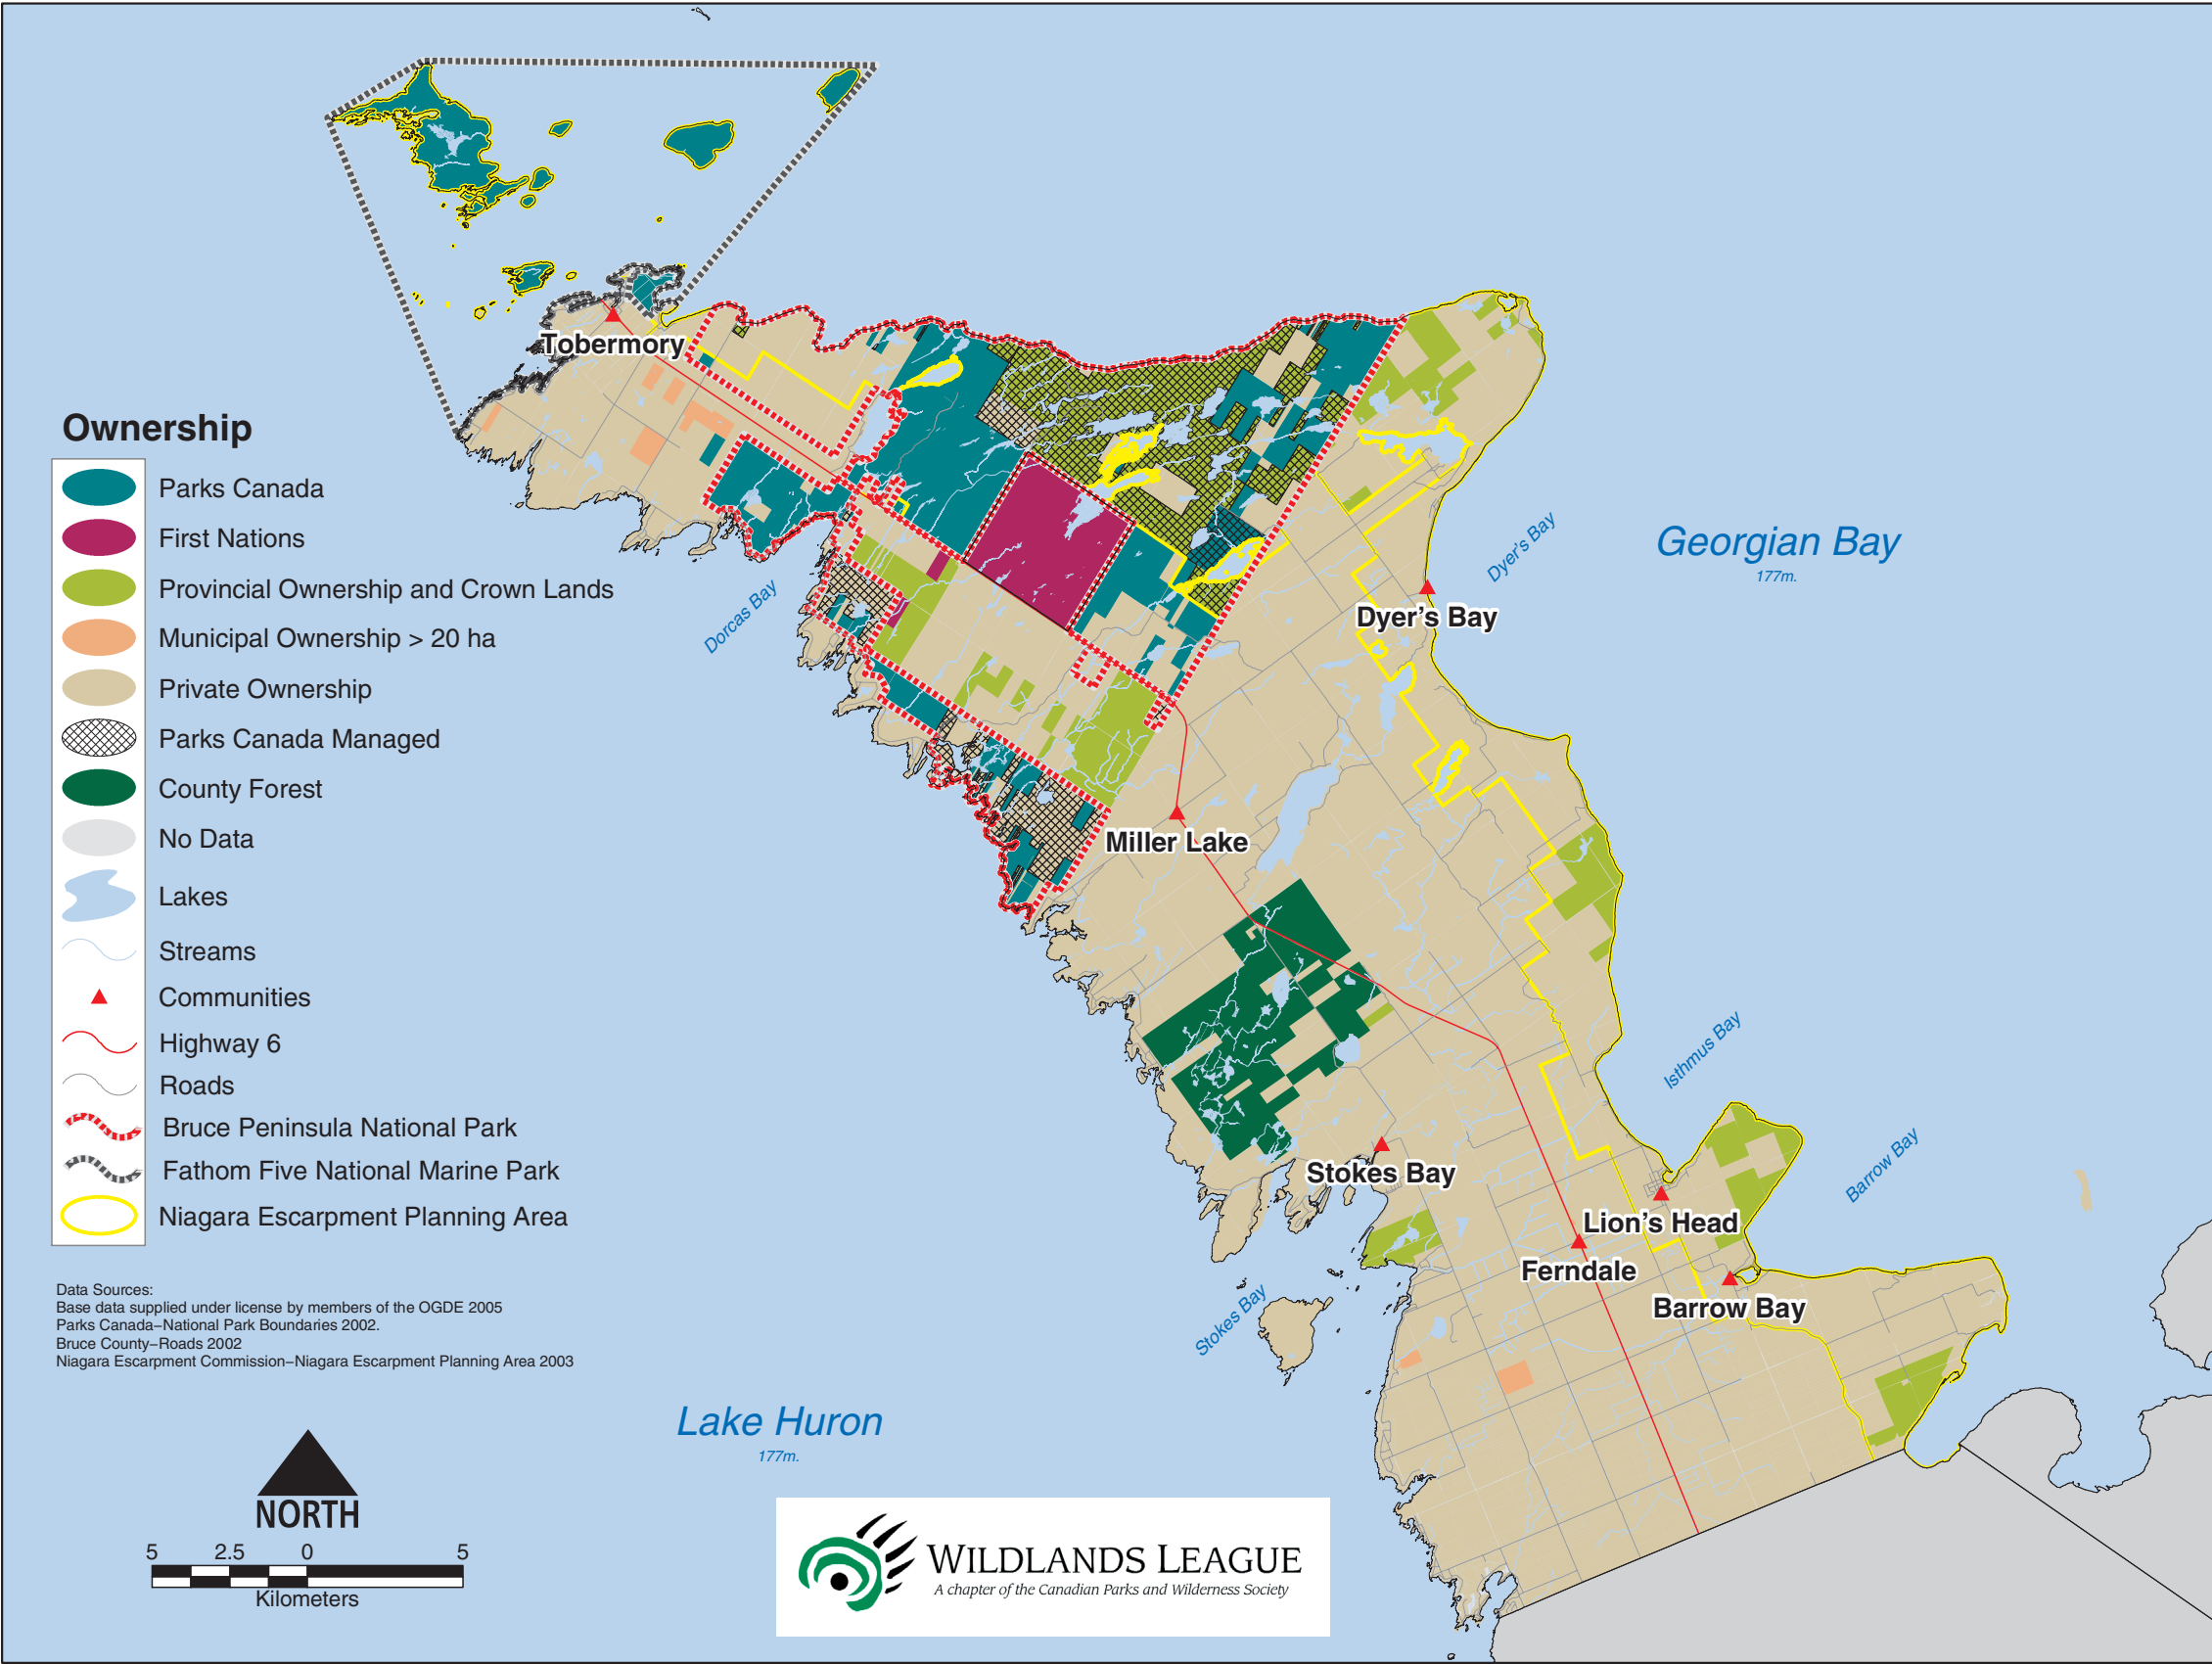 Tobermory
Ownership
Parks Canada
First Nations
Provincial Ownership and Crown Lands
Municipal Ownership > 20 ha
Private Ownership
Parks Canada Managed
County Forest
No Data
Lakes
Streams
Communities
Highway 6
Roads
Bruce Peninsula National Park
Fathom Five National Marine Park
Niagara Escarpment Planning Area
Georgian Bay
177m.
Dyer's Bay
Dyer's Bay
Dorcas Bay
Miller Lake
Isthmus Bay
Barrow Bay
Stokes Bay
Lion's Head
Ferndale
Barrow Bay
Stokes Bay
Lake Huron
177m.
Data Sources:
Base data supplied under license by members of the OGDE 2005
Parks Canada–National Park Boundaries 2002.
Bruce County–Roads 2002
Niagara Escarpment Commission–Niagara Escarpment Planning Area 2003
NORTH
5 2.5 0 5
Kilometers
WILDLANDS LEAGUE
A chapter of the Canadian Parks and Wilderness Society